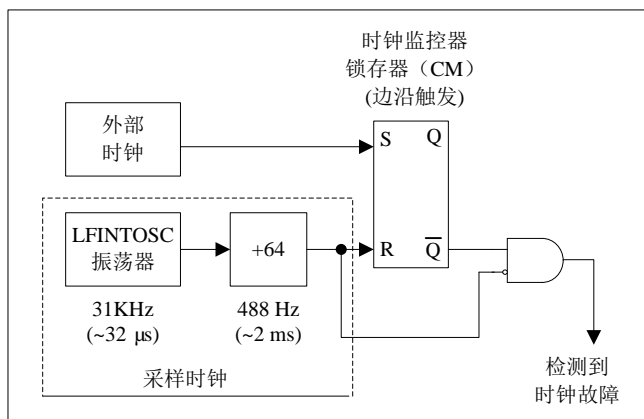 时钟监控器
锁存器（CM）
(边沿触发)
外部
时钟
S
Q
LFINTOSC
振荡器
+64
R
Q
31KHz
(~32 μs)
488 Hz
(~2 ms)
采样时钟
检测到
时钟故障